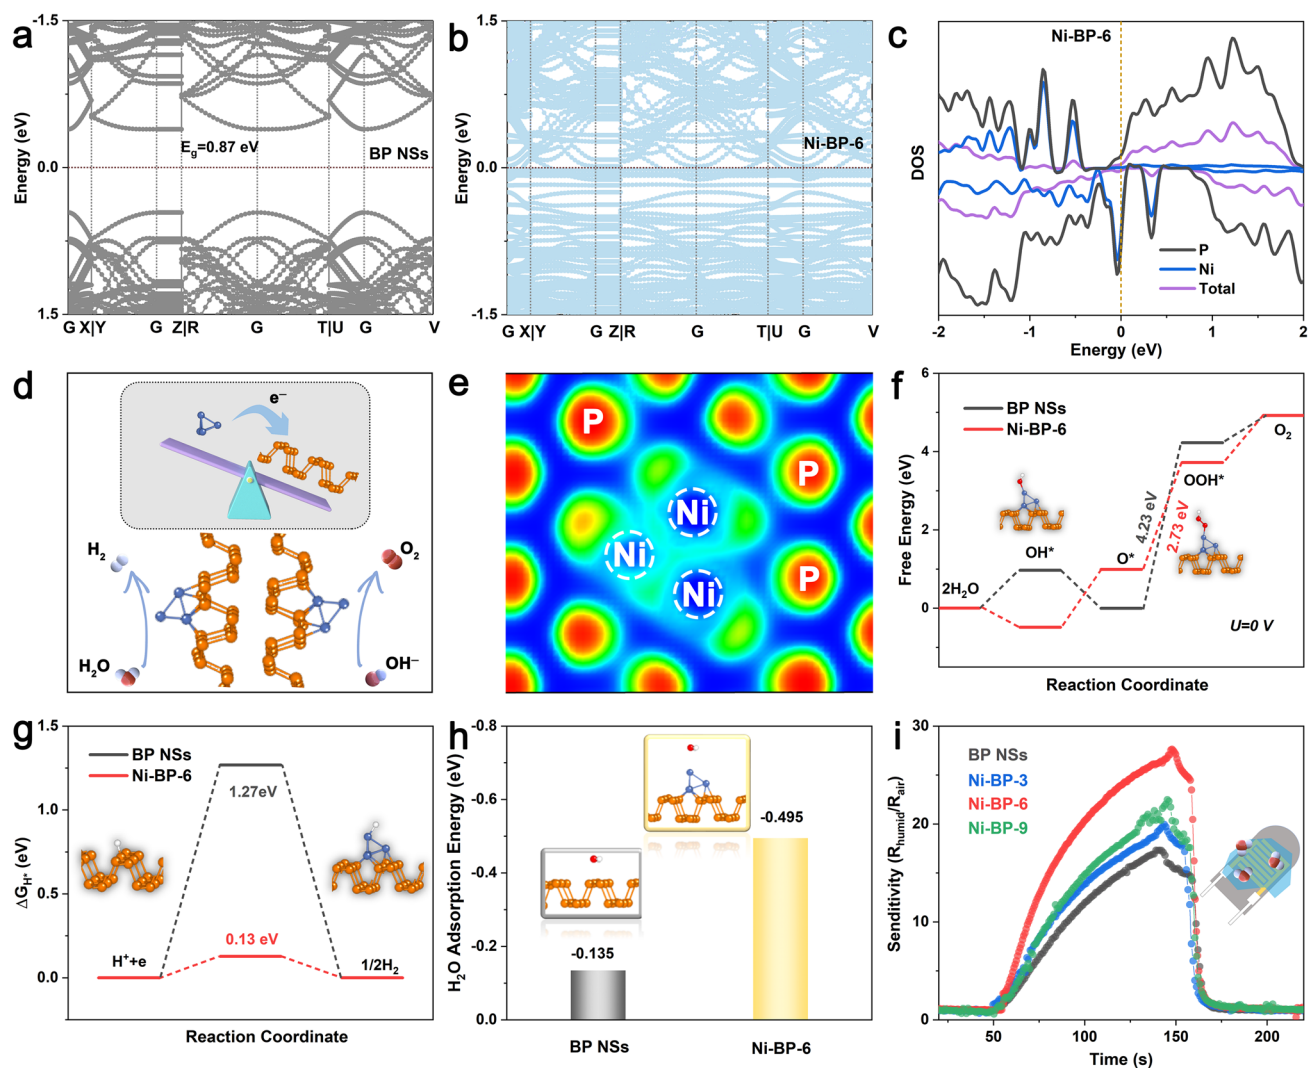 a
-1.5
0.0
1.5
Energy (eV)
Eg=0.87 eV
BP NSs
G X|Y G Z|R G T|U G V
b
1.5
0.0
-1.5
Energy (eV)
Ni-BP-6
G X|Y G Z|R G T|U G V
c
Ni-BP-6
DOS
P
Ni
Total
-2 -1 0 1 2
Energy (eV)
d
e⁻
H₂
O₂
H₂O
OH⁻
e
P
P
Ni
Ni
Ni
P
f
6
4
2
0
Free Energy (eV)
BP NSs
Ni-BP-6
2H₂O
OH*
O*
4.23 eV
2.73 eV
OOH*
O₂
U=0 V
Reaction Coordinate
g
1.5
1.0
0.5
0.0
ΔG_H* (eV)
BP NSs
Ni-BP-6
1.27eV
0.13 eV
H⁺+e
1/2H₂
Reaction Coordinate
h
-0.8
-0.6
-0.4
-0.2
0.0
H₂O Adsorption Energy (eV)
-0.135
-0.495
BP NSs
Ni-BP-6
i
30
20
10
0
Senditivity (R_humid/R_air)
BP NSs
Ni-BP-3
Ni-BP-6
Ni-BP-9
50 100 150 200
Time (s)